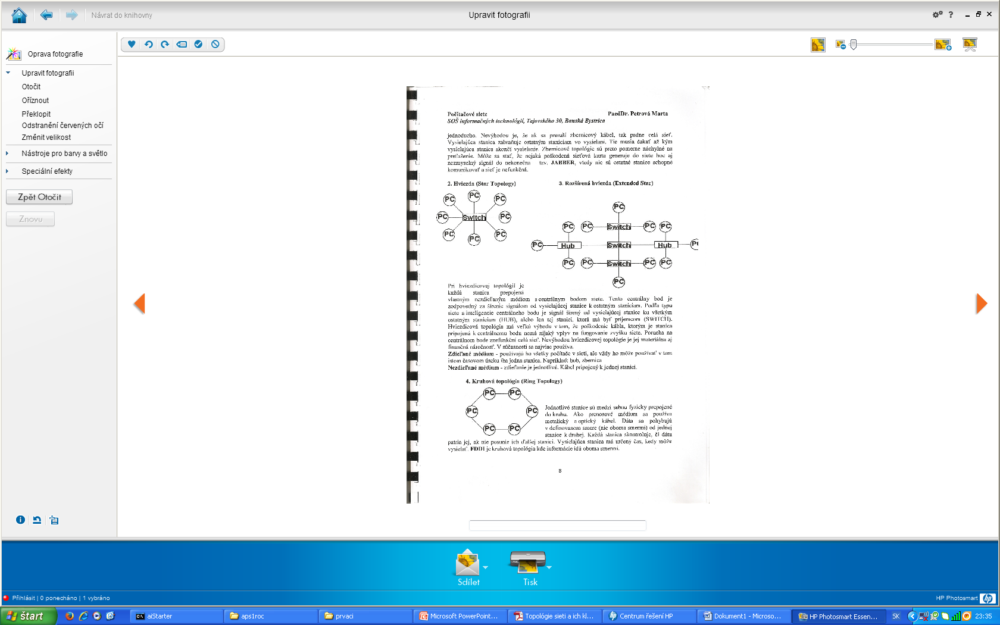 Návrat do knihovny
Upravit fotografii
?
Oprava fotografie
Upravit fotografii
Otočit
Oříznout
Překlopit
Odstranění červených očí
Změnit velikost
Nástroje pro barvy a světlo
Speciální efekty
Zpět Otočit
Znovu
Počítačové siete PaedDr. Petrová Marta
SOŠ informačných technológií, Tajovského 30, Banská Bystrica
jednoducho. Nevýhodou je, že ak sa preruší zbernicový kábel, tak padne celá sieť.
Vysielajúca stanica zabraňuje ostatným staniciam vo vysielaní. Tie musia čakať až kým
vysielajúca stanica skončí vysielanie. Zbernicové topológie sú preto pomerne náchylné na
preťaženie. Môže sa stať, že nejaká poškodená sieťová karta generuje do siete hoc aj
nezmyselný signál do nekonečna tzv. JABBER, vtedy nie sú ostatné stanice schopné
komunikovať a sieť je nefunkčná.
2. Hviezda (Star Topology)
PC PC PC
PC Switch PC
PC PC PC
3. Rozšírená hviezda (Extended Star)
PC
PC PC Switch PC PC
PC Hub Switch Hub PC
PC PC Switch PC PC
PC
Pri hviezdicovej topológií je
každá stanica prepojená
vlastným nezdieľaným médiom s centrálnym bodom siete. Tento centrálny bod je
zodpovedný za šírenie signálom od vysielajúcej stanice k ostatným staniciam. Podľa typu
siete a inteligencie centrálneho bodu je signál šírený od vysielajúcej stanice ku všetkým
ostatným staniciam (HUB), alebo len tej stanici, ktorá má byť príjemcom (SWITCH).
Hviezdicová topológia má veľkú výhodu v tom, že poškodenie kábla, ktorým je stanica
pripojená k centrálnemu bodu nemá nijaký vplyv na fungovanie zvyšku siete. Porucha na
centrálnom bode znefunkční celú sieť. Nevýhodou hviezdicovej topológie je jej materiálna aj
finančná náročnosť. V súčasnosti sa najviac používa.
Zdieľané médium - používajú ho všetky počítače v sieti, ale vždy ho môže používať v tom
istom časovom úseku iba jedna stanica. Napríklad: hub, zbernica
Nezdieľané médium - zdieľanie je jednotlivé. Kábel pripojený k jednej stanici.
4. Kruhová topológia (Ring Topology)
PC PC
PC PC
PC PC
Jednotlivé stanice sú medzi sebou fyzicky prepojené
do kruhu. Ako prenosové médium sa používa
metalický a optický kábel. Dáta sa pohybujú
v definovanom smere (nie oboma smermi) od jednej
stanice k druhej. Každá stanica skontroluje, či dáta
patria jej, ak nie posunie ich ďalšej stanici. Vysielajúca stanica má určený čas, kedy môže
vysielať. FDDI je kruhová topológia kde informácie idú oboma smermi.
8
Sdílet
Tisk
Přihlásit | 0 ponecháno | 1 vybráno
HP Photosmart
hp
štart
aiStarter
aps1roc
prvaci
Microsoft PowerPoint...
Topológie sietí a ich kl...
Centrum řešení HP
Dokument1 - Microso...
HP Photosmart Essen...
SK
23:35